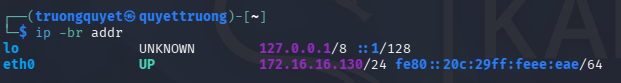 ┌──(truongquyet㉿quyettruong)-[~]
└─$ ip -br addr
lo UNKNOWN 127.0.0.1/8 ::1/128
eth0 UP 172.16.16.130/24 fe80::20c:29ff:feee:eae/64